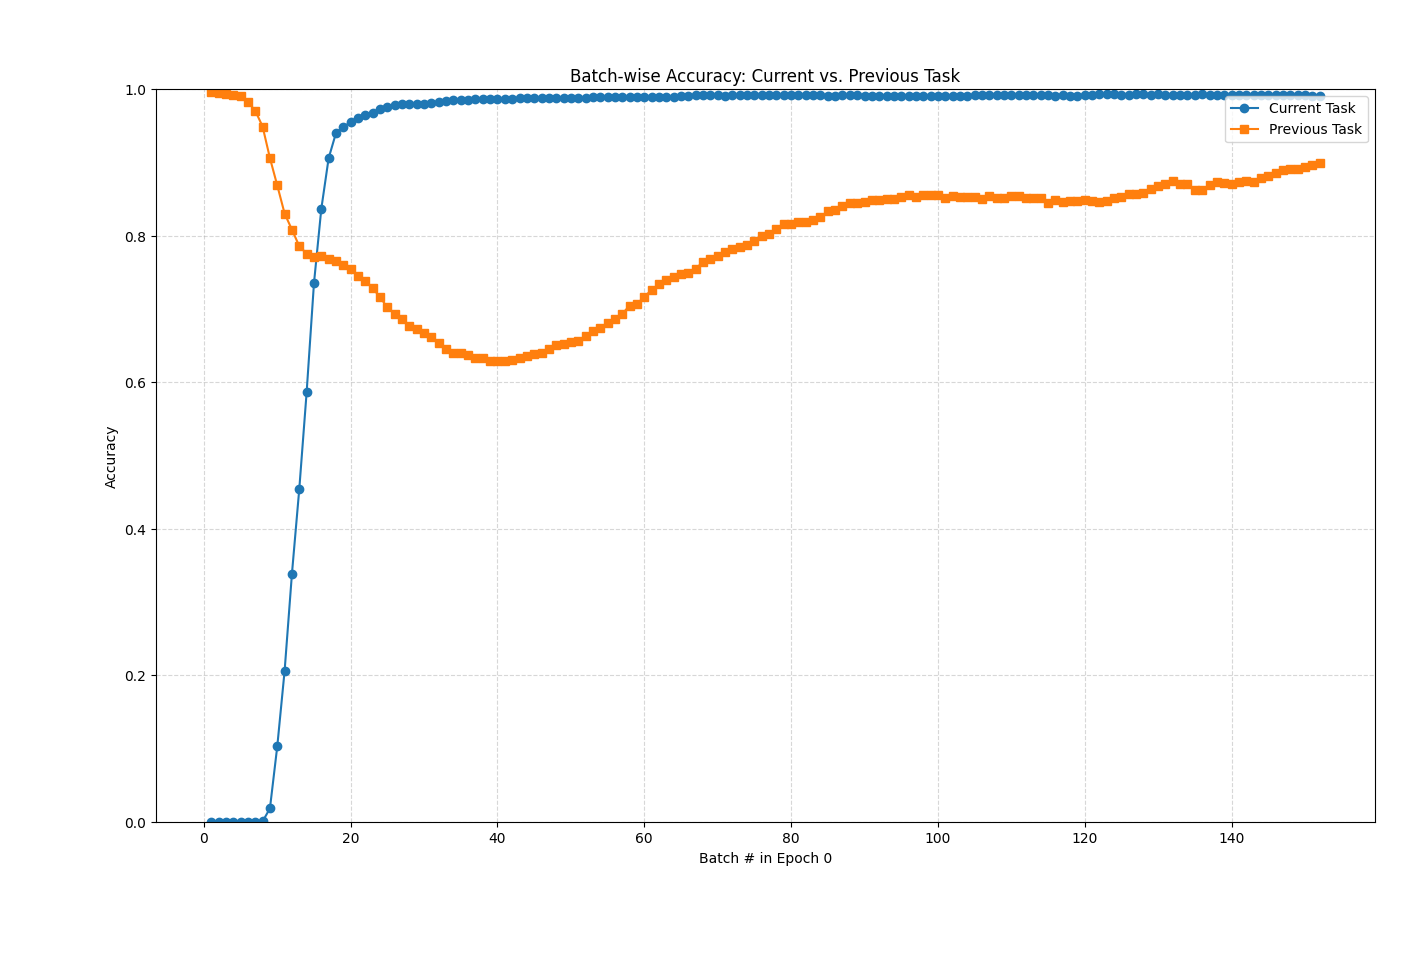 Batch-wise Accuracy: Current vs. Previous Task
1.0
0.8
0.6
0.4
0.2
0.0
Accuracy
Current Task
Previous Task
0 20 40 60 80 100 120 140
Batch # in Epoch 0